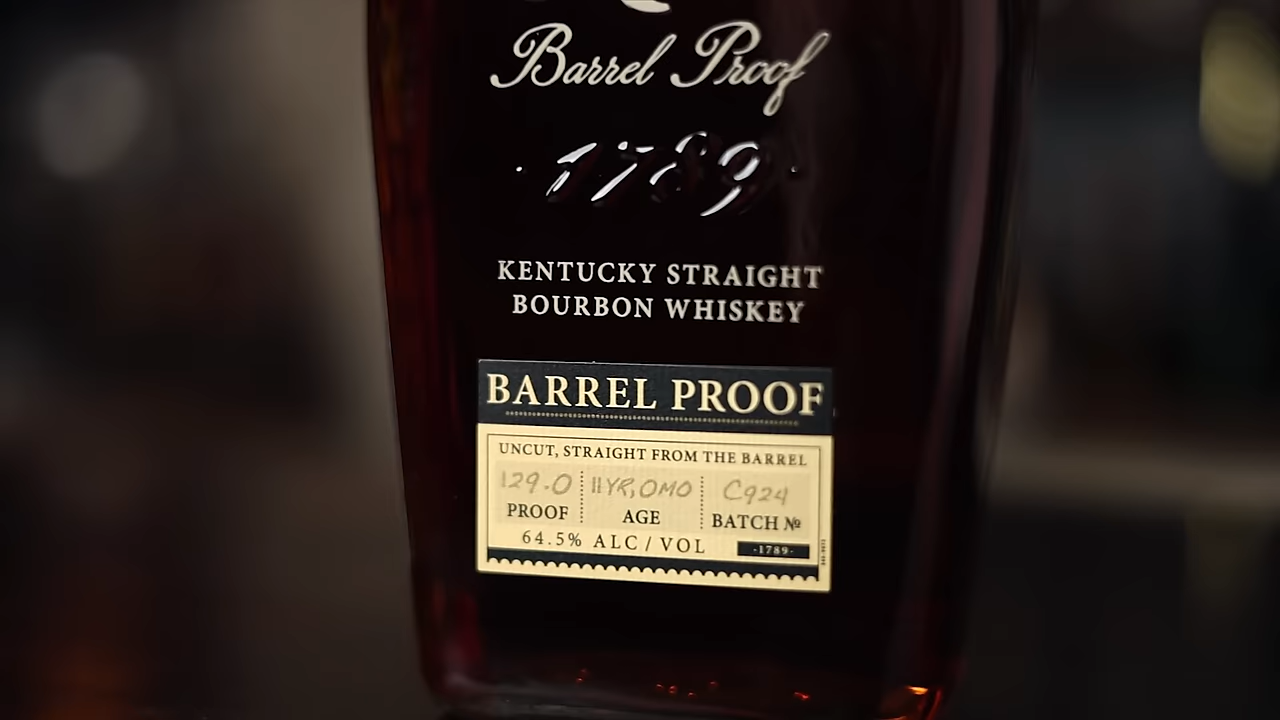 Barrel Proof
·1789·
KENTUCKY STRAIGHT
BOURBON WHISKEY
BARREL PROOF
UNCUT, STRAIGHT FROM THE BARREL
129.0 11YR, 0MO C924
PROOF AGE BATCH №
64.5% ALC/VOL ·1789·